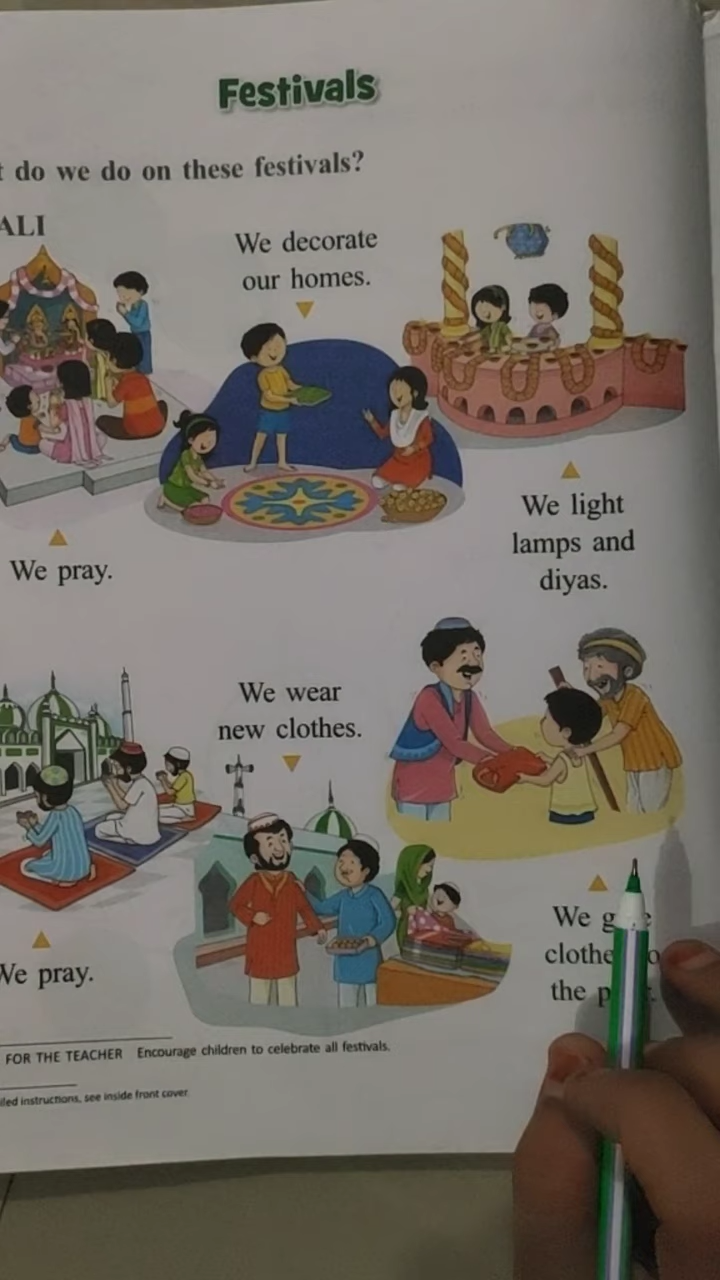 Festivals
do we do on these festivals?
ALI
We decorate
our homes.
We light
lamps and
diyas.
We pray.
We wear
new clothes.
We
clothe
the
We pray.
FOR THE TEACHER Encourage children to celebrate all festivals.
instructions, see inside front cover